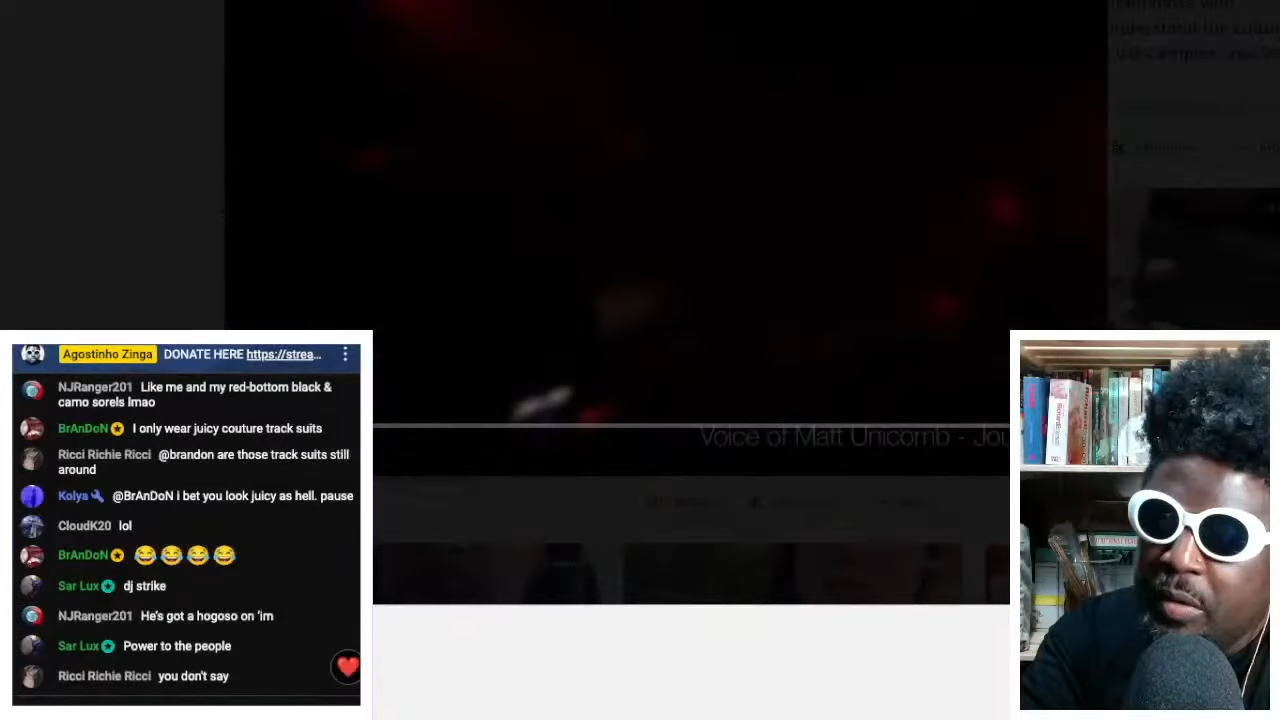 Agostinho Zinga DONATE HERE https://strea...
NJRanger201 Like me and my red-bottom black &
camo sorels lmao
BrAnDoN I only wear juicy couture track suits
Ricci Richie Ricci @brandon are those track suits still
around
Kolya @BrAnDoN i bet you look juicy as hell. pause
CloudK20 lol
BrAnDoN 😂😂😂😂
Sar Lux dj strike
NJRanger201 He's got a hogoso on 'im
Sar Lux Power to the people
Ricci Richie Ricci you don't say
Voice of Matt Unicomb - Jou